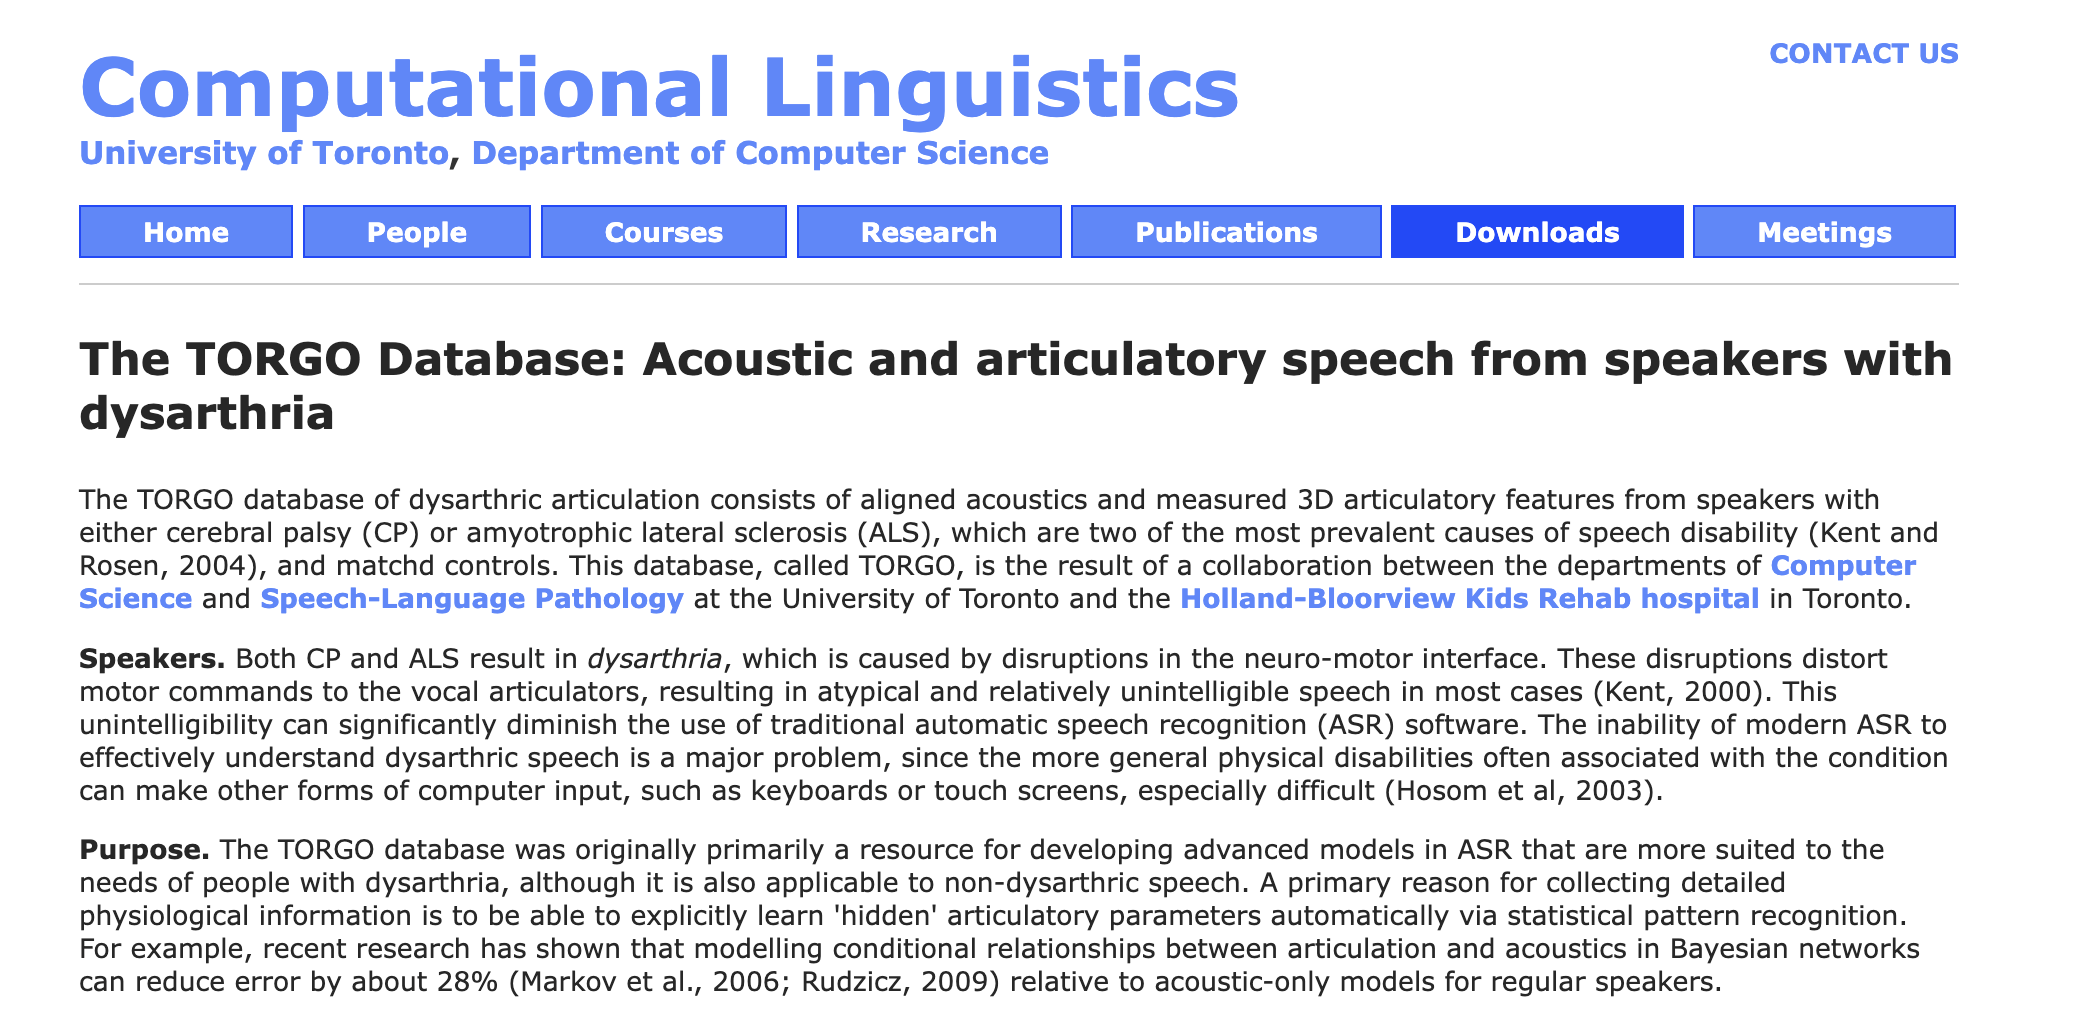 CONTACT US
Computational Linguistics
University of Toronto, Department of Computer Science
Home People Courses Research Publications Downloads Meetings
The TORGO Database: Acoustic and articulatory speech from speakers with
dysarthria
The TORGO database of dysarthric articulation consists of aligned acoustics and measured 3D articulatory features from speakers with
either cerebral palsy (CP) or amyotrophic lateral sclerosis (ALS), which are two of the most prevalent causes of speech disability (Kent and
Rosen, 2004), and matchd controls. This database, called TORGO, is the result of a collaboration between the departments of Computer
Science and Speech-Language Pathology at the University of Toronto and the Holland-Bloorview Kids Rehab hospital in Toronto.
Speakers. Both CP and ALS result in dysarthria, which is caused by disruptions in the neuro-motor interface. These disruptions distort
motor commands to the vocal articulators, resulting in atypical and relatively unintelligible speech in most cases (Kent, 2000). This
unintelligibility can significantly diminish the use of traditional automatic speech recognition (ASR) software. The inability of modern ASR to
effectively understand dysarthric speech is a major problem, since the more general physical disabilities often associated with the condition
can make other forms of computer input, such as keyboards or touch screens, especially difficult (Hosom et al, 2003).
Purpose. The TORGO database was originally primarily a resource for developing advanced models in ASR that are more suited to the
needs of people with dysarthria, although it is also applicable to non-dysarthric speech. A primary reason for collecting detailed
physiological information is to be able to explicitly learn 'hidden' articulatory parameters automatically via statistical pattern recognition.
For example, recent research has shown that modelling conditional relationships between articulation and acoustics in Bayesian networks
can reduce error by about 28% (Markov et al., 2006; Rudzicz, 2009) relative to acoustic-only models for regular speakers.